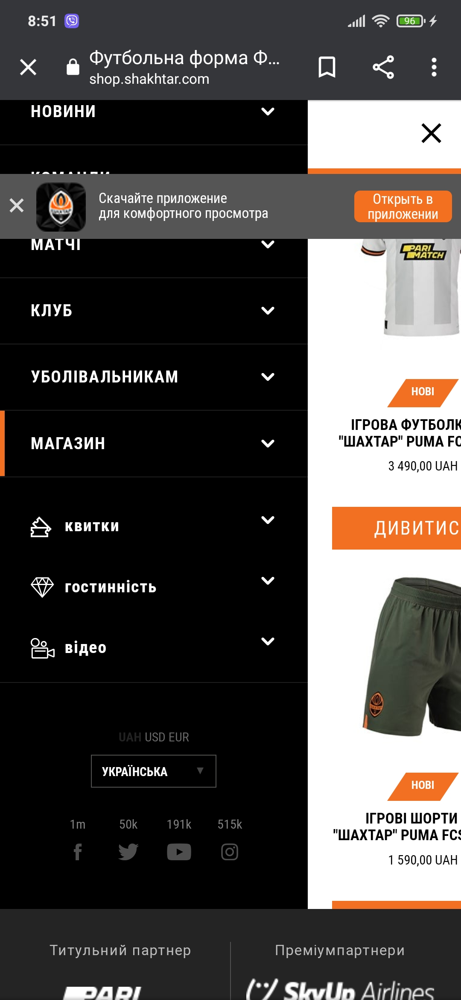 8:51
96
Футбольна форма Ф...
shop.shakhtar.com
НОВИНИ
КОМАНДИ
Скачайте приложение
для комфортного просмотра
Открыть в
приложении
МАТЧІ
PARI
MATCH
КЛУБ
УБОЛІВАЛЬНИКАМ
НОВІ
ІГРОВА ФУТБОЛК
"ШАХТАР" PUMA FC
МАГАЗИН
3 490,00 UAH
квитки
ДИВИТИС
гостинність
відео
UAH USD EUR
УКРАЇНСЬКА
НОВІ
ІГРОВІ ШОРТИ
"ШАХТАР" PUMA FCS
1 590,00 UAH
1m 50k 191k 515k
Титульний партнер
Преміумпартнери
PARI
SkyUp Airlines